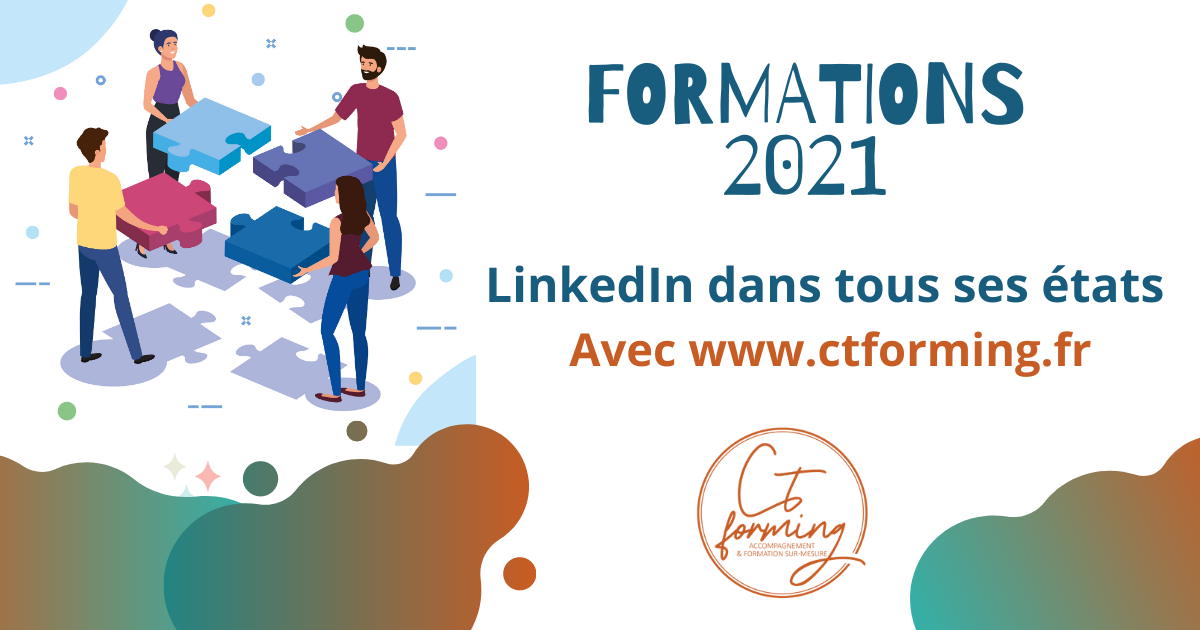 FORMATIONS
2021
LinkedIn dans tous ses états
Avec www.ctforming.fr
Ct
forming
ACCOMPAGNEMENT
& FORMATION SUR-MESURE